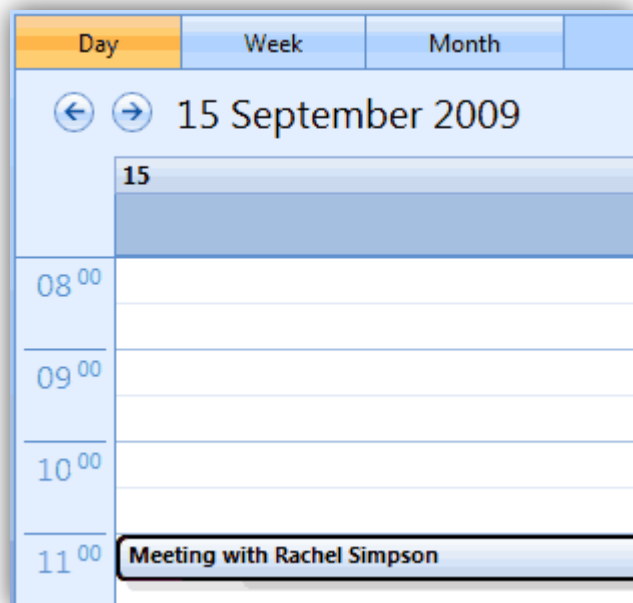 Day Week Month
15 September 2009
15
08 00
09 00
10 00
11 00 Meeting with Rachel Simpson